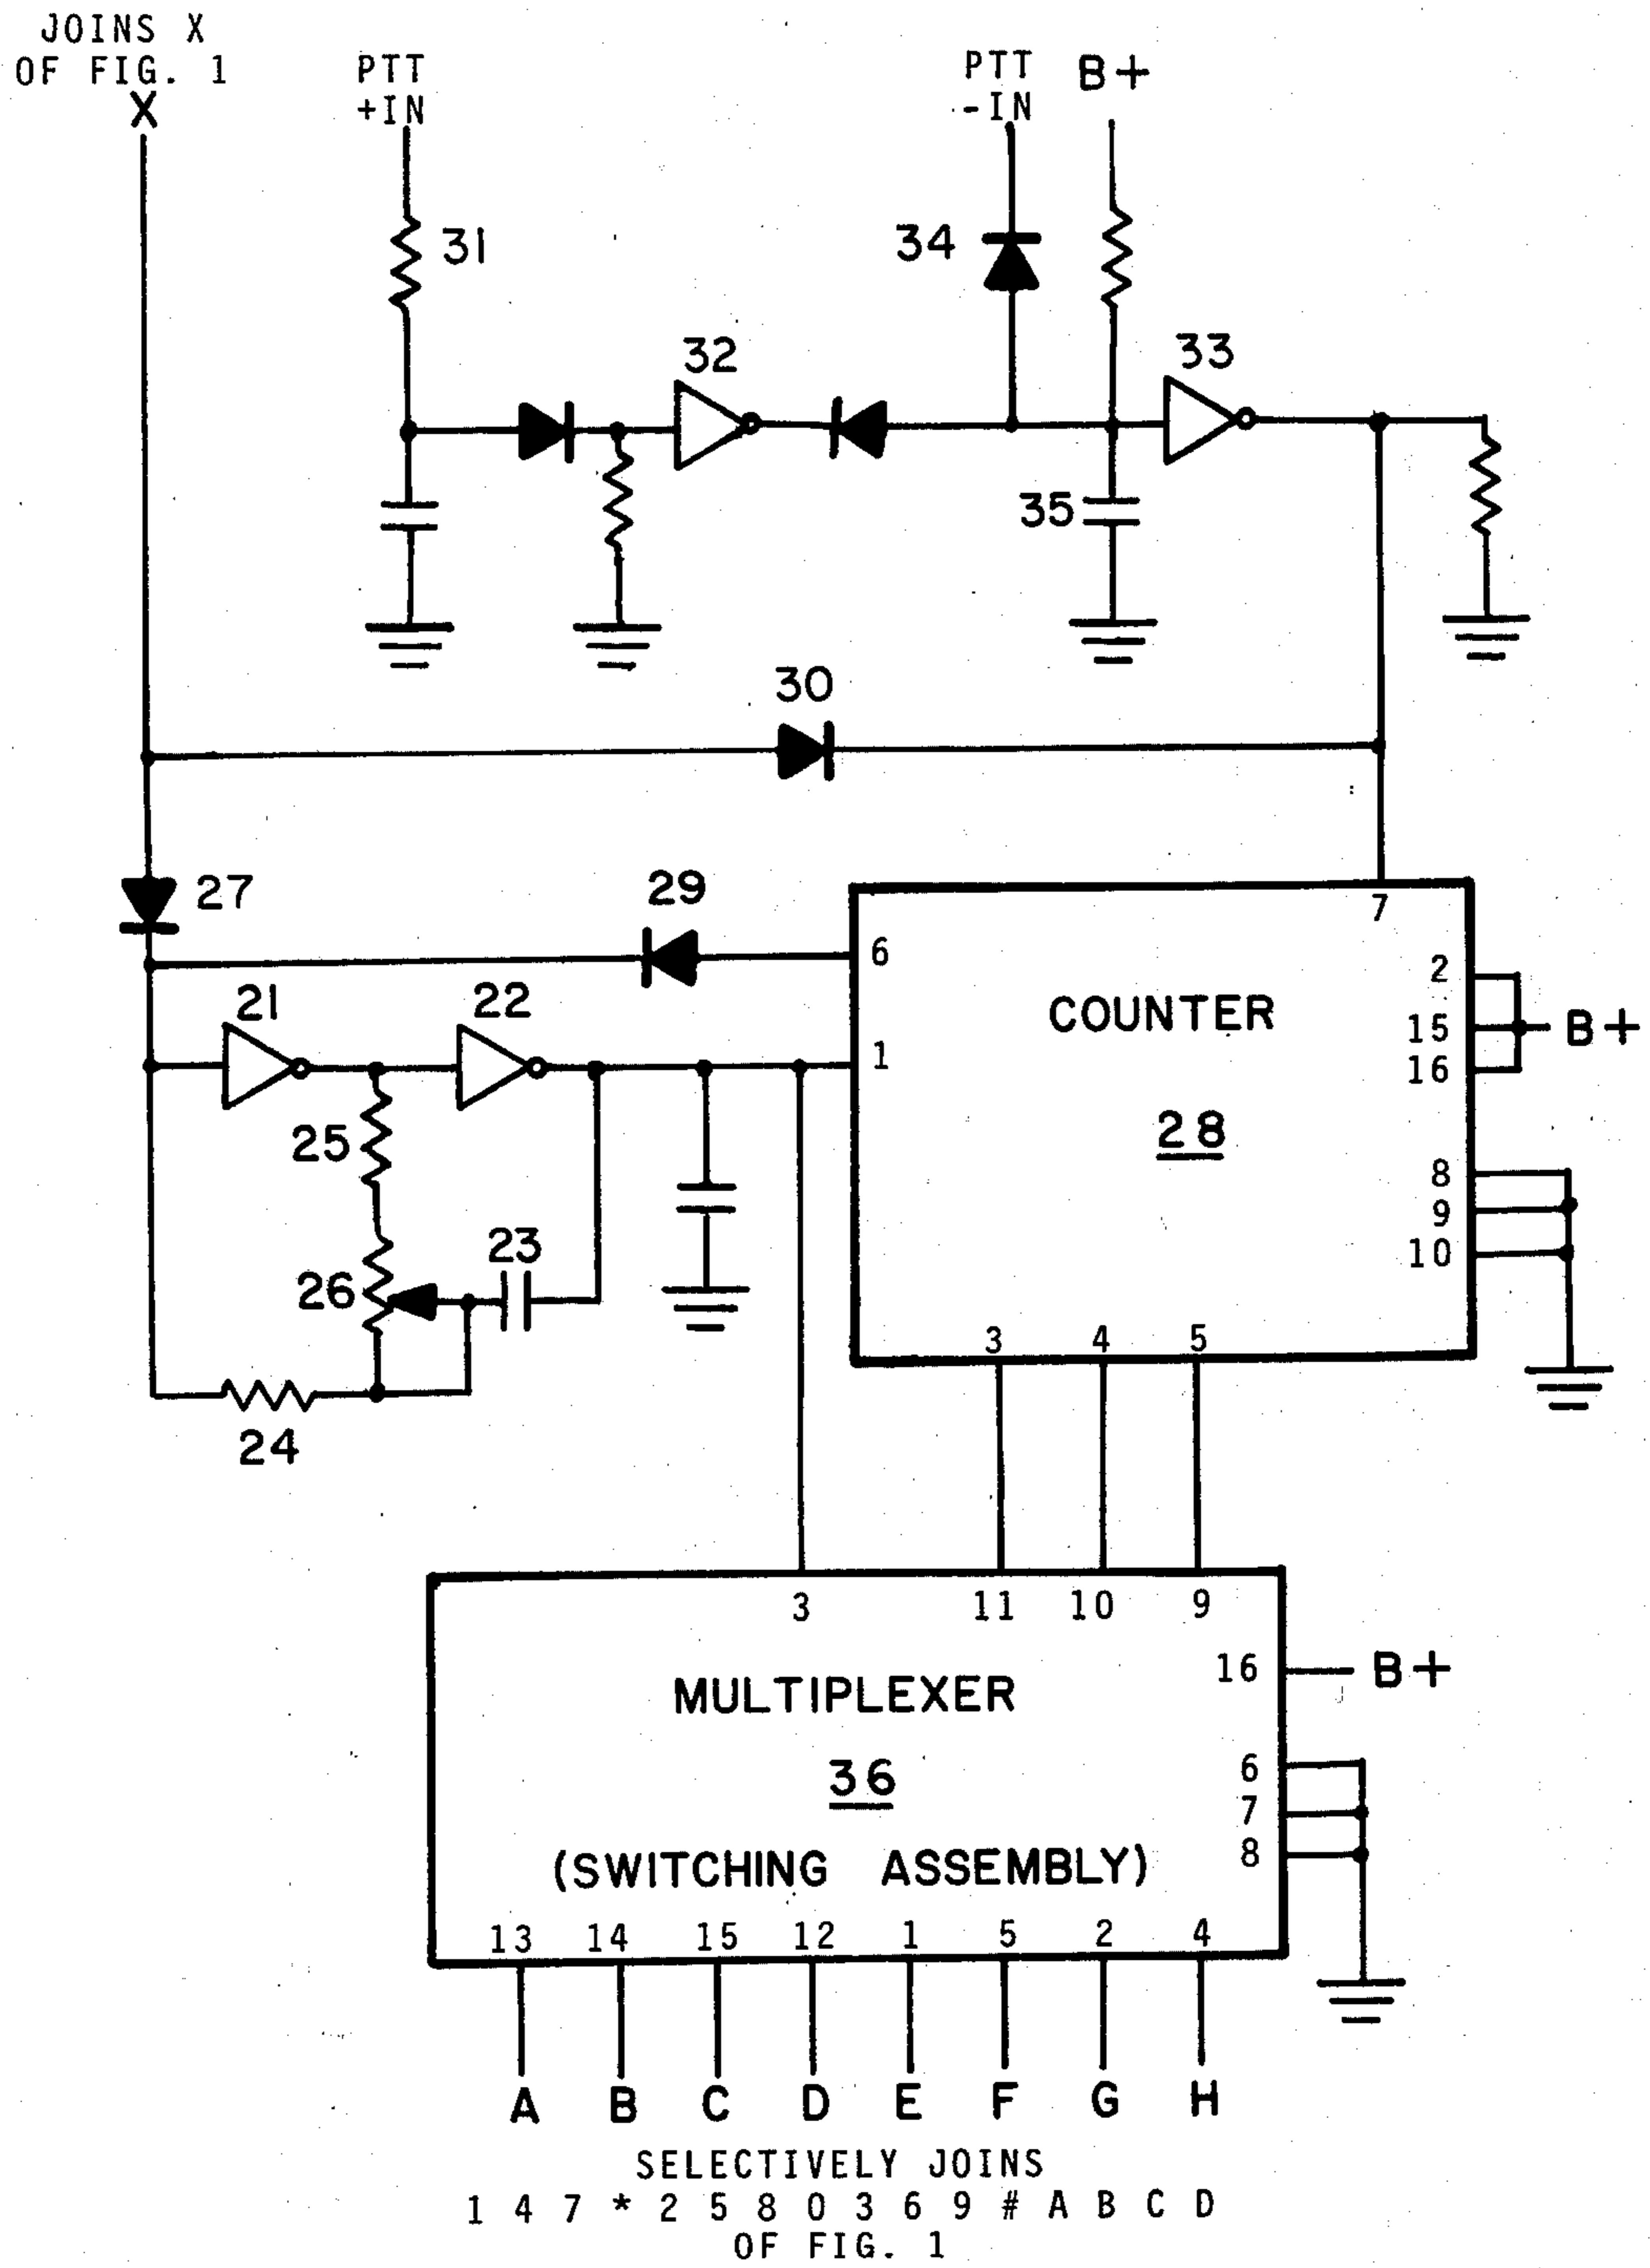 JOINS X
OF FIG. 1
X
PTT
+IN
PTT
-IN
B+
31
32
34
33
35
30
27
29
7
6
2
21
22
COUNTER
15
B+
1
16
28
25
8
9
23
10
26
3 4 5
24
3 11 10 9
16 B+
MULTIPLEXER
6
36
7
8
(SWITCHING ASSEMBLY)
13 14 15 12 1 5 2 4
A B C D E F G H
SELECTIVELY JOINS
1 4 7 * 2 5 8 0 3 6 9 # A B C D
OF FIG. 1